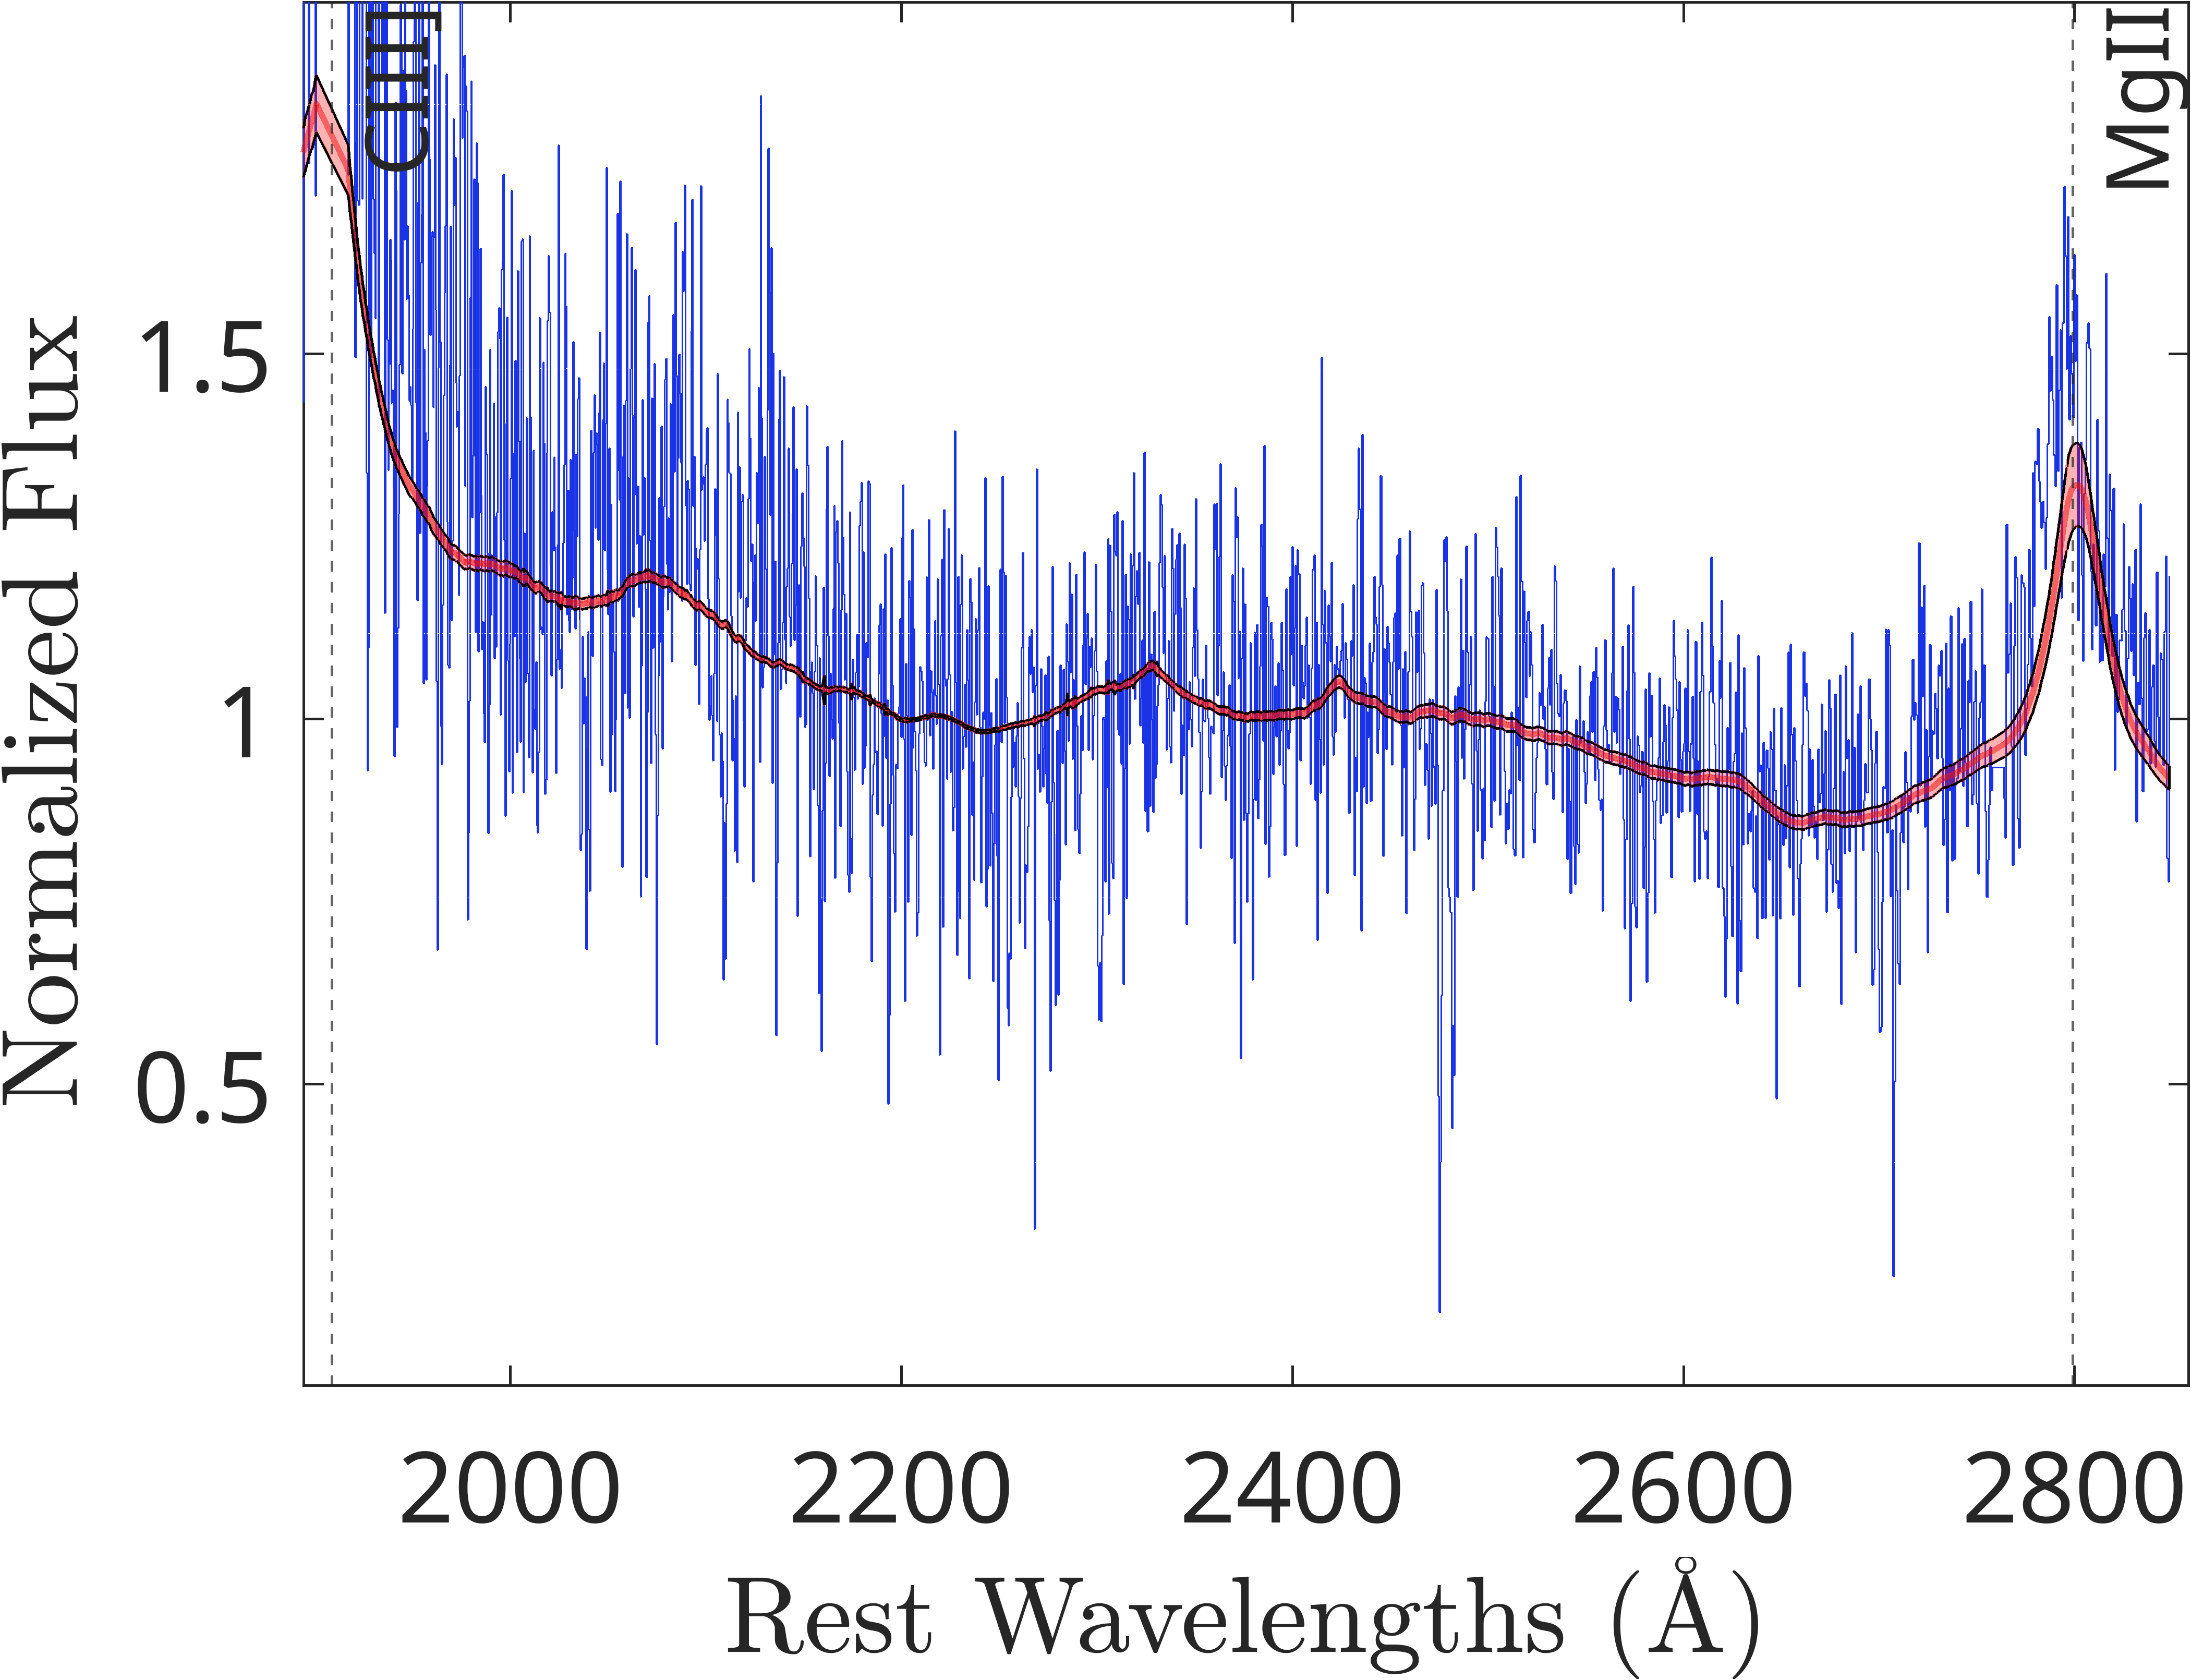 CIII]
MgII
Normalized Flux
1.5
1
0.5
2000 2200 2400 2600 2800
Rest Wavelengths (Å)